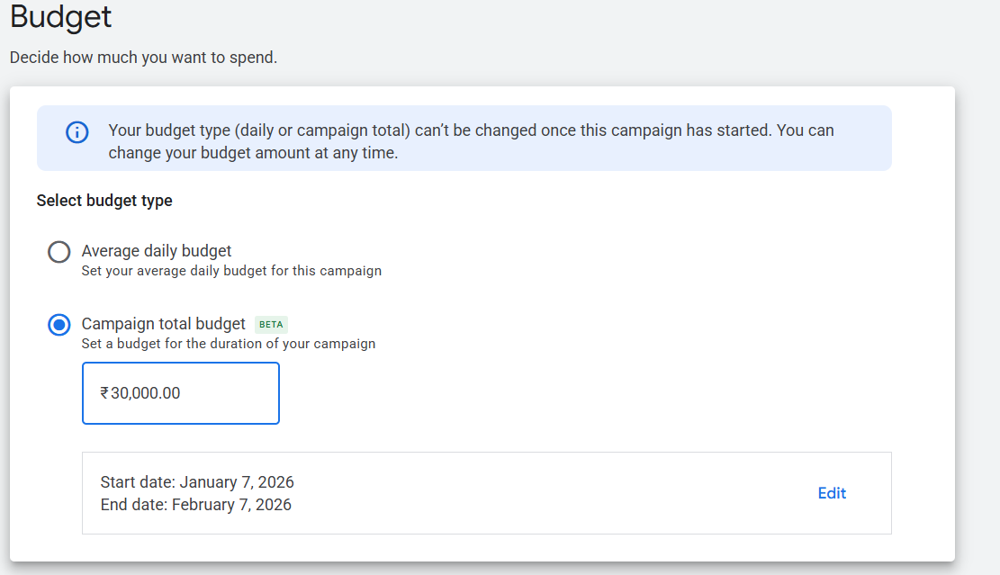 Budget
Decide how much you want to spend.
Your budget type (daily or campaign total) can’t be changed once this campaign has started. You can
change your budget amount at any time.
Select budget type
Average daily budget
Set your average daily budget for this campaign
Campaign total budget BETA
Set a budget for the duration of your campaign
₹30,000.00
Start date: January 7, 2026
End date: February 7, 2026
Edit